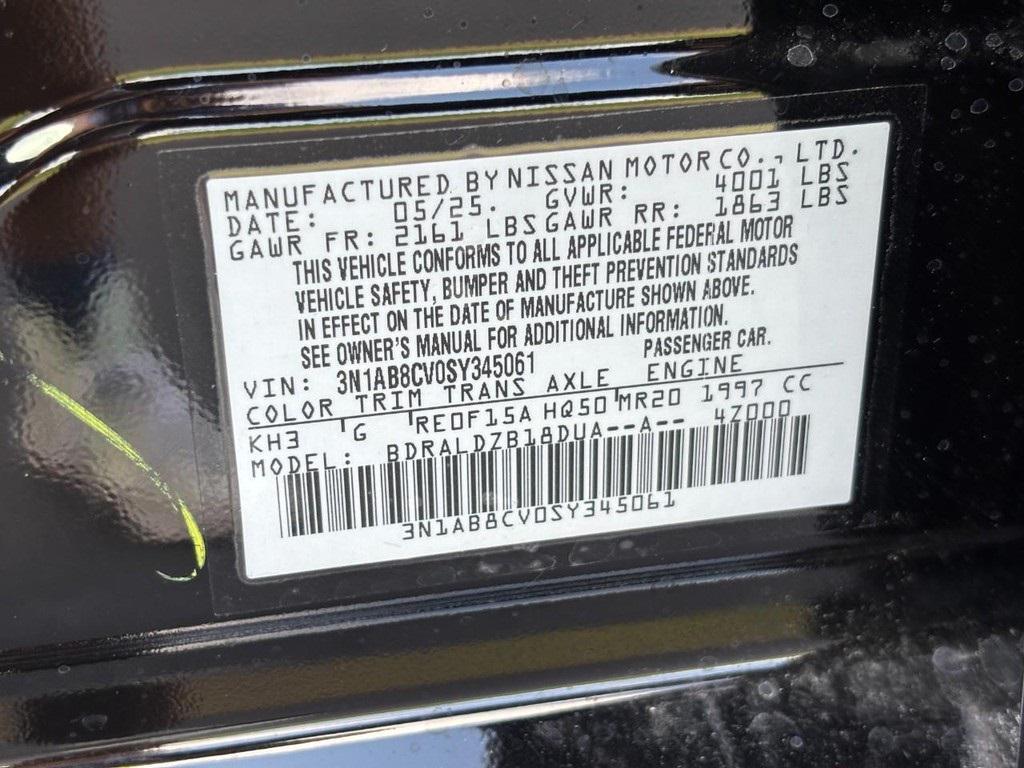 MANUFACTURED BY NISSAN MOTOR CO., LTD.
DATE: 05/25. GVWR: 4001 LBS
GAWR FR: 2161 LBS GAWR RR: 1863 LBS
THIS VEHICLE CONFORMS TO ALL APPLICABLE FEDERAL MOTOR
VEHICLE SAFETY, BUMPER AND THEFT PREVENTION STANDARDS
IN EFFECT ON THE DATE OF MANUFACTURE SHOWN ABOVE.
SEE OWNER'S MANUAL FOR ADDITIONAL INFORMATION.
VIN: 3N1AB8CV0SY345061 PASSENGER CAR.
COLOR TRIM TRANS AXLE ENGINE
KH3 G RE0F15A HQ50 MR20 1997 CC
MODEL: BDRALDZB18DUA--A-- 4Z000
3N1AB8CV0SY345061